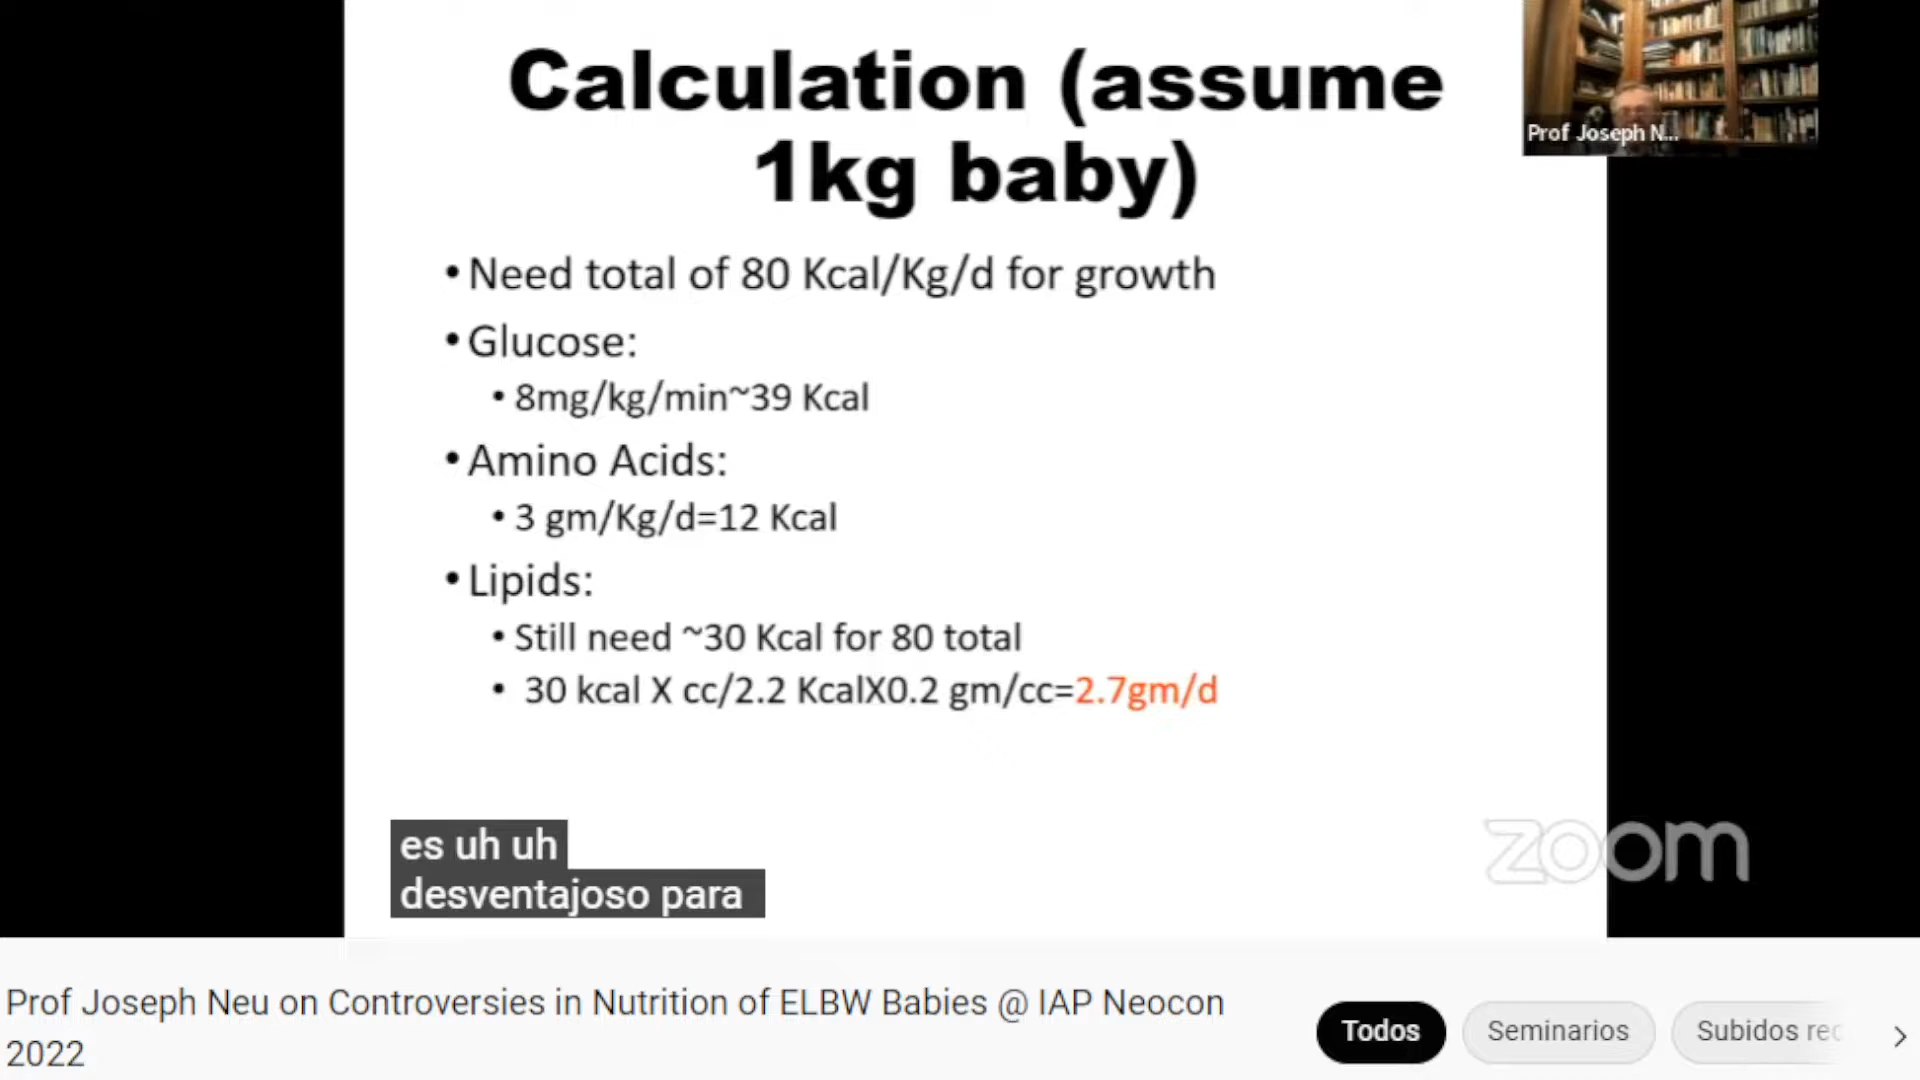 Calculation (assume
1kg baby)
Prof Joseph N...
• Need total of 80 Kcal/Kg/d for growth
• Glucose:
• 8mg/kg/min~39 Kcal
• Amino Acids:
• 3 gm/Kg/d=12 Kcal
• Lipids:
• Still need ~30 Kcal for 80 total
• 30 kcal X cc/2.2 KcalX0.2 gm/cc=2.7gm/d
es uh uh
desventajoso para
zoom
Prof Joseph Neu on Controversies in Nutrition of ELBW Babies @ IAP Neocon
2022
Todos
Seminarios
Subidos rec